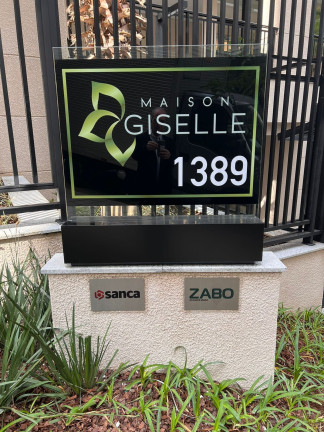 MAISON
GISELLE
1389
sanca
ZABO